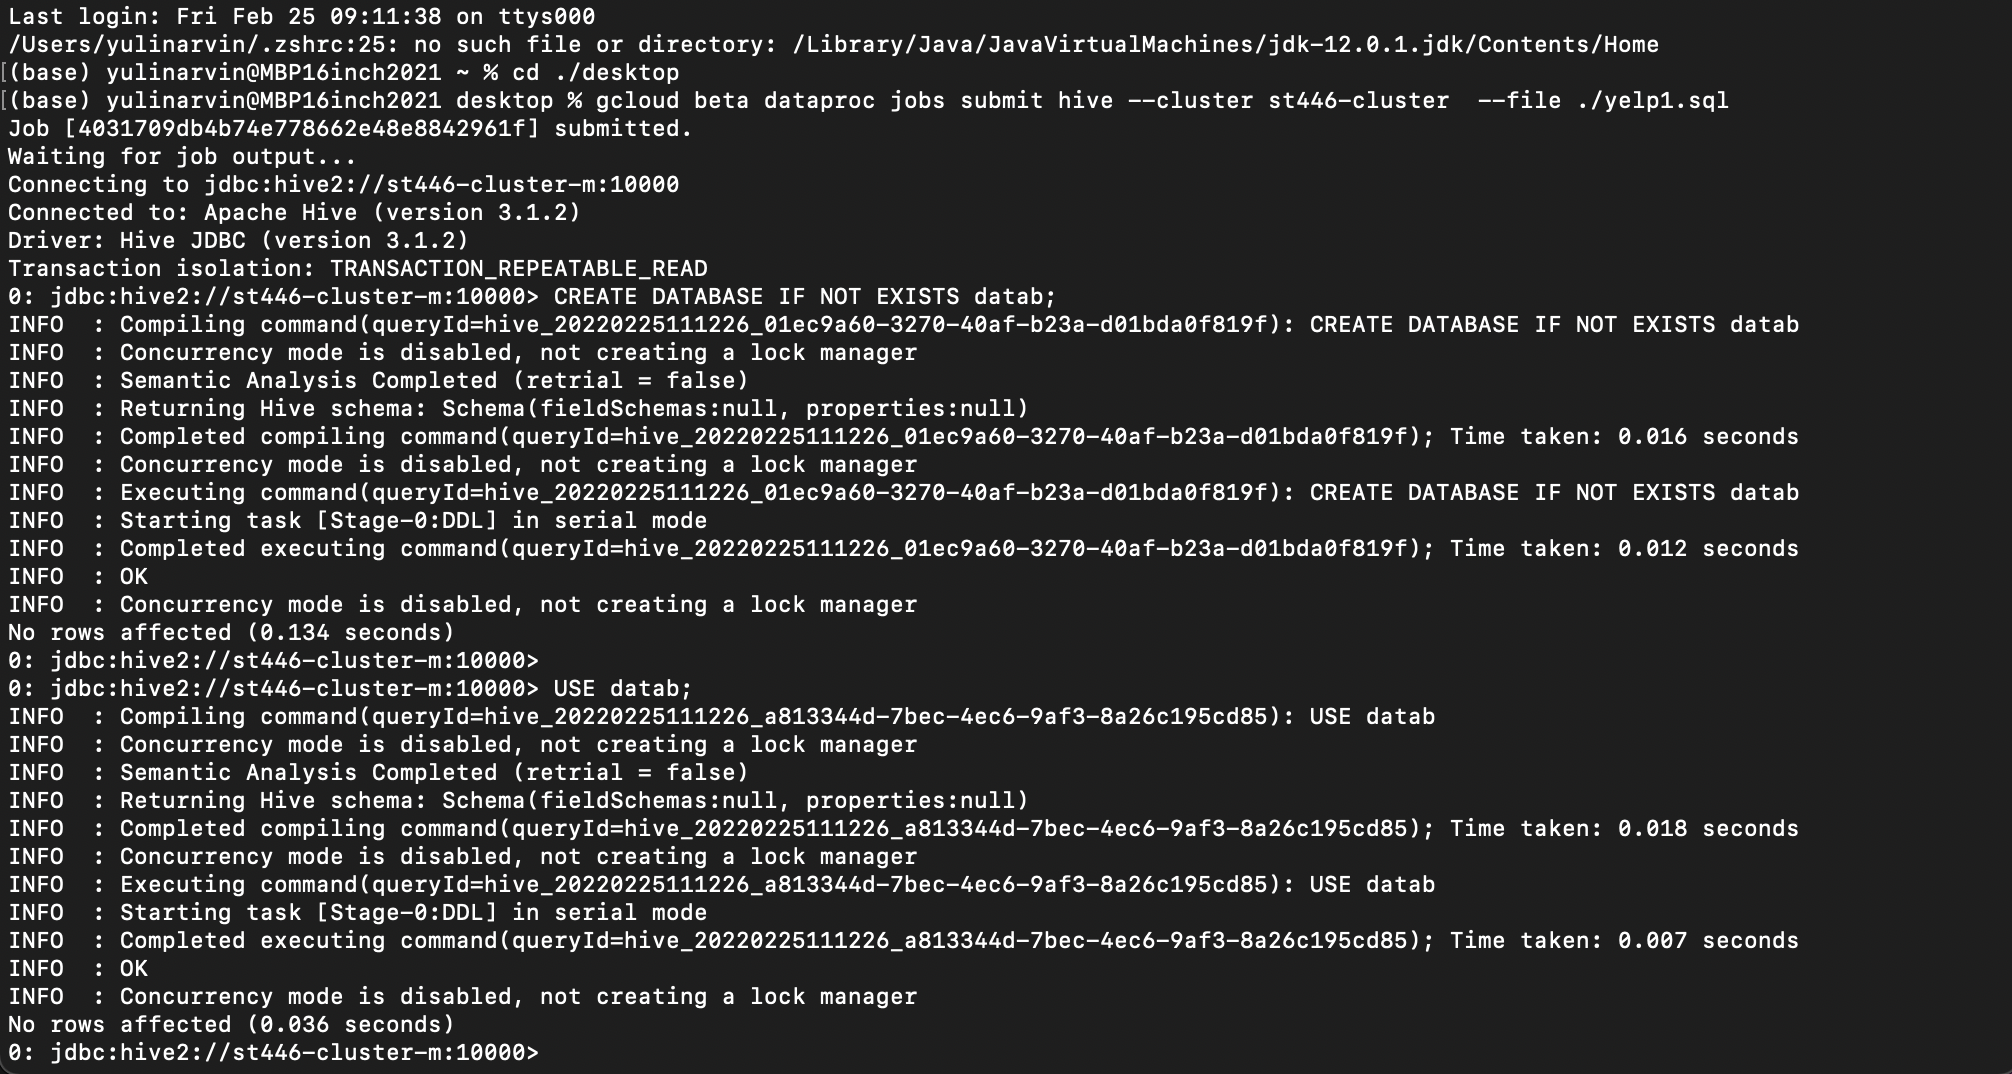 Last login: Fri Feb 25 09:11:38 on ttys000
/Users/yulinarvin/.zshrc:25: no such file or directory: /Library/Java/JavaVirtualMachines/jdk-12.0.1.jdk/Contents/Home
[(base) yulinarvin@MBP16inch2021 ~ % cd ./desktop
[(base) yulinarvin@MBP16inch2021 desktop % gcloud beta dataproc jobs submit hive --cluster st446-cluster  --file ./yelp1.sql
Job [4031709db4b74e778662e48e8842961f] submitted.
Waiting for job output...
Connecting to jdbc:hive2://st446-cluster-m:10000
Connected to: Apache Hive (version 3.1.2)
Driver: Hive JDBC (version 3.1.2)
Transaction isolation: TRANSACTION_REPEATABLE_READ
0: jdbc:hive2://st446-cluster-m:10000> CREATE DATABASE IF NOT EXISTS datab;
INFO  : Compiling command(queryId=hive_20220225111226_01ec9a60-3270-40af-b23a-d01bda0f819f): CREATE DATABASE IF NOT EXISTS datab
INFO  : Concurrency mode is disabled, not creating a lock manager
INFO  : Semantic Analysis Completed (retrial = false)
INFO  : Returning Hive schema: Schema(fieldSchemas:null, properties:null)
INFO  : Completed compiling command(queryId=hive_20220225111226_01ec9a60-3270-40af-b23a-d01bda0f819f); Time taken: 0.016 seconds
INFO  : Concurrency mode is disabled, not creating a lock manager
INFO  : Executing command(queryId=hive_20220225111226_01ec9a60-3270-40af-b23a-d01bda0f819f): CREATE DATABASE IF NOT EXISTS datab
INFO  : Starting task [Stage-0:DDL] in serial mode
INFO  : Completed executing command(queryId=hive_20220225111226_01ec9a60-3270-40af-b23a-d01bda0f819f); Time taken: 0.012 seconds
INFO  : OK
INFO  : Concurrency mode is disabled, not creating a lock manager
No rows affected (0.134 seconds)
0: jdbc:hive2://st446-cluster-m:10000>
0: jdbc:hive2://st446-cluster-m:10000> USE datab;
INFO  : Compiling command(queryId=hive_20220225111226_a813344d-7bec-4ec6-9af3-8a26c195cd85): USE datab
INFO  : Concurrency mode is disabled, not creating a lock manager
INFO  : Semantic Analysis Completed (retrial = false)
INFO  : Returning Hive schema: Schema(fieldSchemas:null, properties:null)
INFO  : Completed compiling command(queryId=hive_20220225111226_a813344d-7bec-4ec6-9af3-8a26c195cd85); Time taken: 0.018 seconds
INFO  : Concurrency mode is disabled, not creating a lock manager
INFO  : Executing command(queryId=hive_20220225111226_a813344d-7bec-4ec6-9af3-8a26c195cd85): USE datab
INFO  : Starting task [Stage-0:DDL] in serial mode
INFO  : Completed executing command(queryId=hive_20220225111226_a813344d-7bec-4ec6-9af3-8a26c195cd85); Time taken: 0.007 seconds
INFO  : OK
INFO  : Concurrency mode is disabled, not creating a lock manager
No rows affected (0.036 seconds)
0: jdbc:hive2://st446-cluster-m:10000>